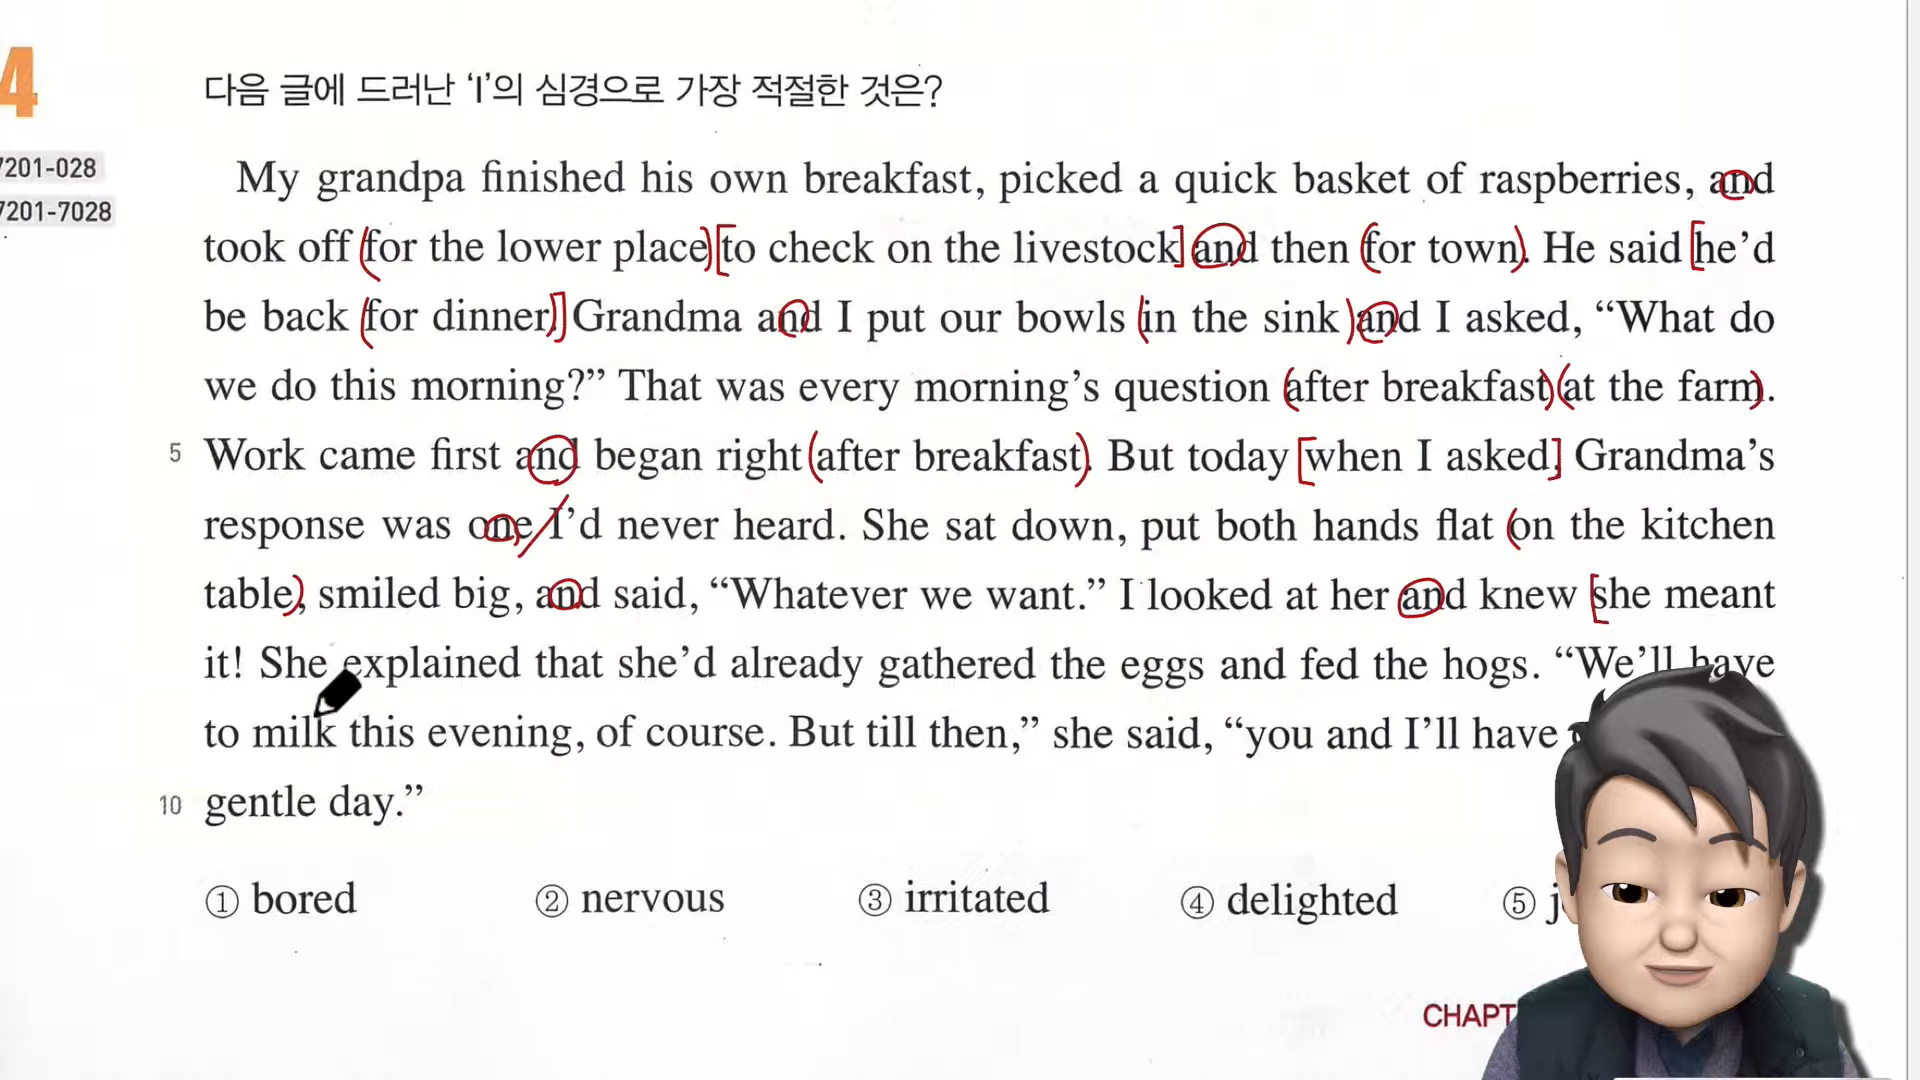 4
다음 글에 드러난 ‘I’의 심경으로 가장 적절한 것은?
7201-028
7201-7028
My grandpa finished his own breakfast, picked a quick basket of raspberries, and
took off for the lower place to check on the livestock and then for town. He said he’d
be back for dinner. Grandma and I put our bowls in the sink and I asked, “What do
we do this morning?” That was every morning’s question after breakfast at the farm.
5 Work came first and began right after breakfast. But today when I asked, Grandma’s
response was one I’d never heard. She sat down, put both hands flat on the kitchen
table, smiled big, and said, “Whatever we want.” I looked at her and knew she meant
it! She explained that she’d already gathered the eggs and fed the hogs. “We’ll have
to milk this evening, of course. But till then,” she said, “you and I’ll have
10 gentle day.”
① bored ② nervous ③ irritated ④ delighted ⑤ j
CHAPT